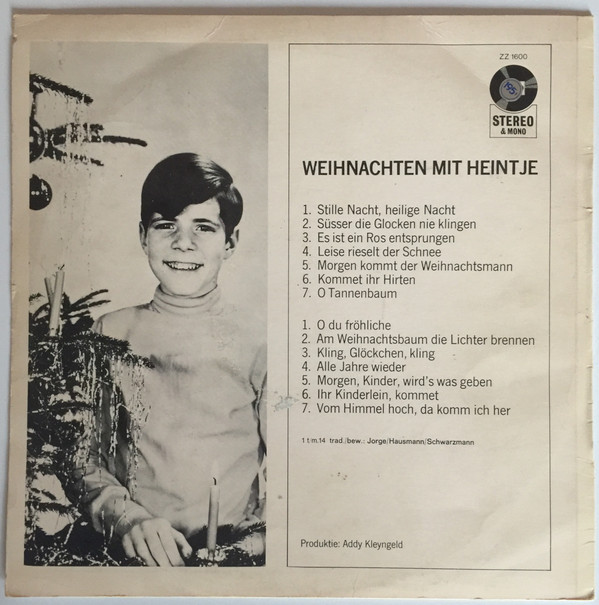 ZZ 1600
195
STEREO
& MONO
WEIHNACHTEN MIT HEINTJE
1. Stille Nacht, heilige Nacht
2. Süsser die Glocken nie klingen
3. Es ist ein Ros entsprungen
4. Leise rieselt der Schnee
5. Morgen kommt der Weihnachtsmann
6. Kommet ihr Hirten
7. O Tannenbaum
1. O du fröhliche
2. Am Weihnachtsbaum die Lichter brennen
3. Kling, Glöckchen, kling
4. Alle Jahre wieder
5. Morgen, Kinder, wird's was geben
6. Ihr Kinderlein, kommet
7. Vom Himmel hoch, da komm ich her
1 t/m.14 trad./bew.: Jorge/Hausmann/Schwarzmann
Produktie: Addy Kleyngeld